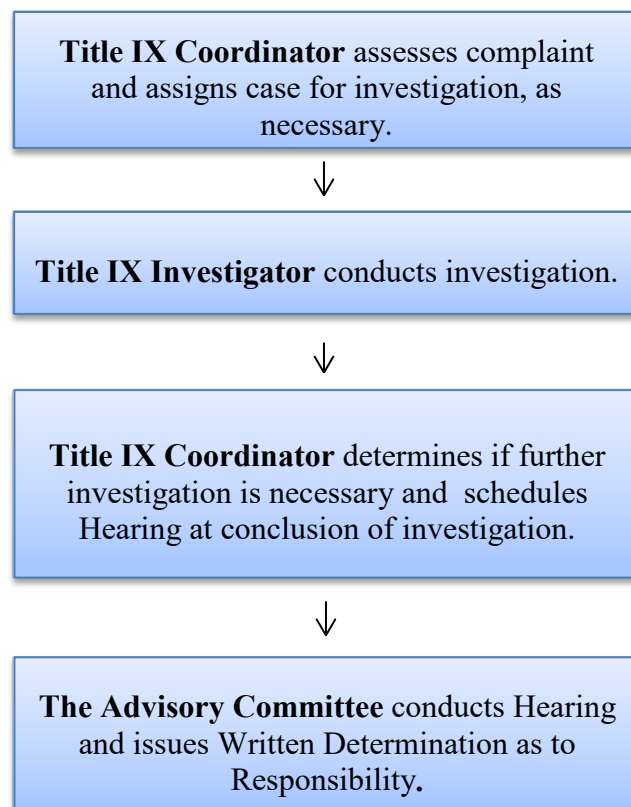 Title IX Coordinator assesses complaint
and assigns case for investigation, as
necessary.
Title IX Investigator conducts investigation.
Title IX Coordinator determines if further
investigation is necessary and  schedules
Hearing at conclusion of investigation.
The Advisory Committee conducts Hearing
and issues Written Determination as to
Responsibility.